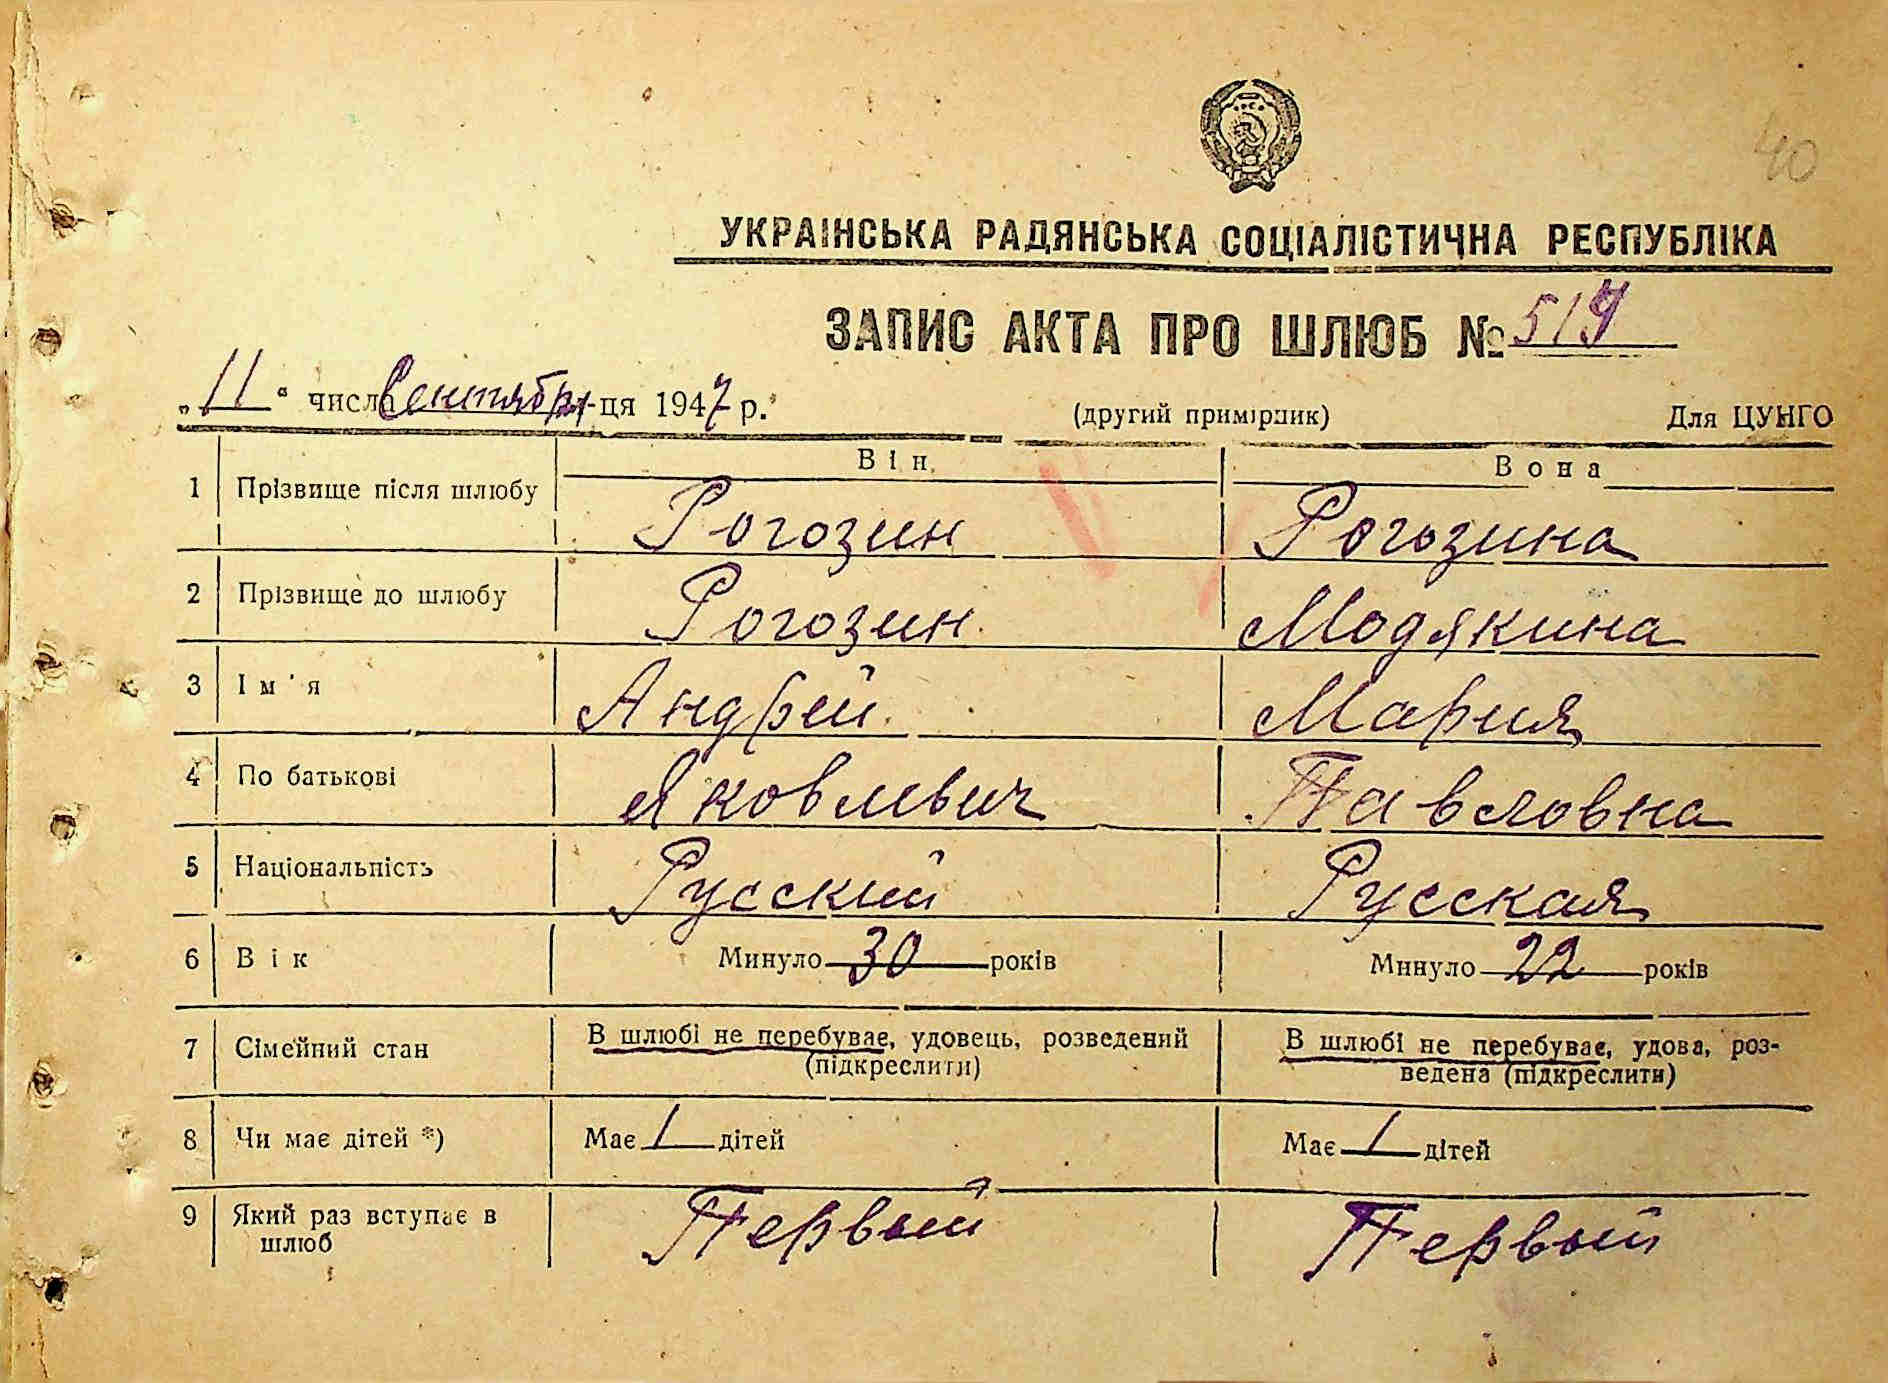 40
УКРАЇНСЬКА РАДЯНСЬКА СОЦІАЛІСТИЧНА РЕСПУБЛІКА
ЗАПИС АКТА ПРО ШЛЮБ № 519
„11“ числа Сентября-ця 1947 р. (другий примірник) Для ЦУНГО
Він Вона
1 Прізвище після шлюбу Рогозин Рогозина
2 Прізвище до шлюбу Рогозин Модякина
3 Ім'я Андрей Мария
4 По батькові Яковлевич Павловна
5 Національність Русский Русская
6 Вік Минуло 30 років Минуло 22 років
7 Сімейний стан В шлюбі не перебуває, удовець, розведений В шлюбі не перебуває, удова, роз-
(підкреслити) ведена (підкреслити)
8 Чи має дітей *) Має 1 дітей Має 1 дітей
9 Який раз вступає в Первый Первый
шлюб